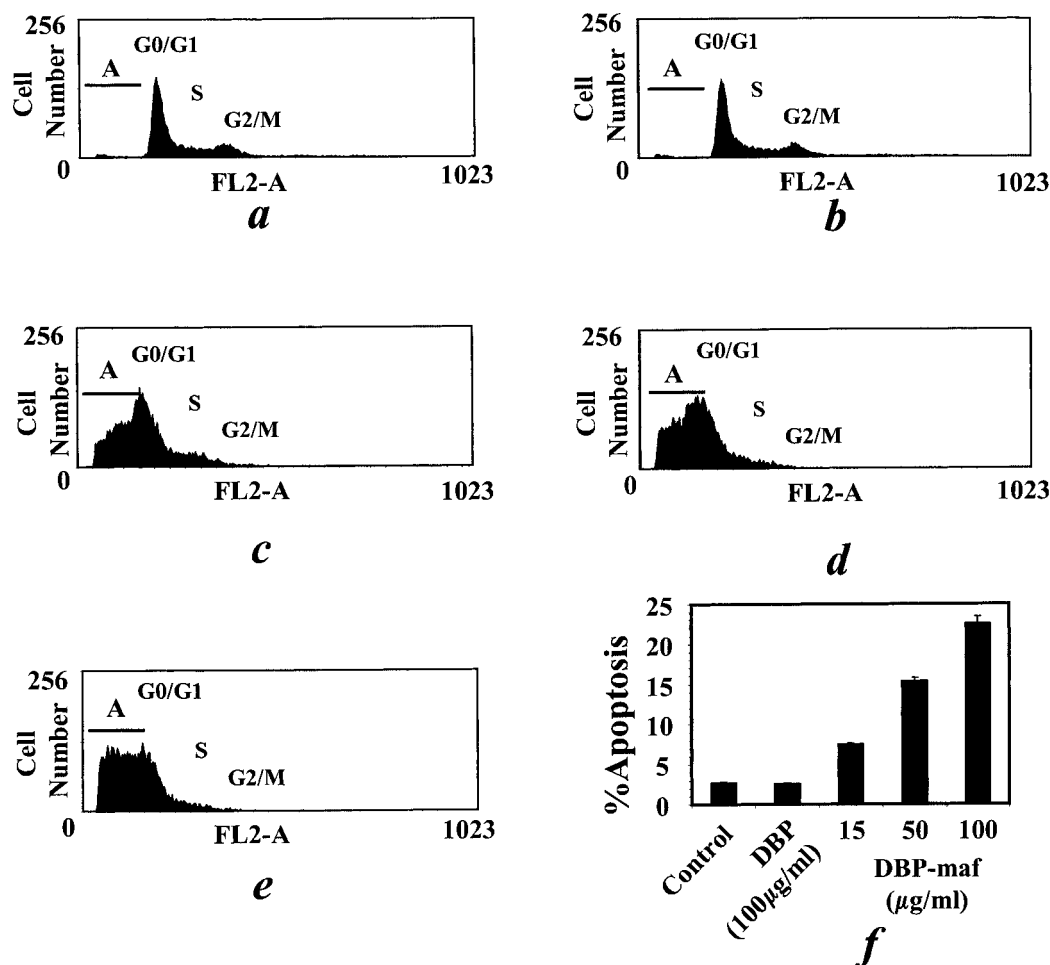 256
Cell
Number
0
G0/G1
A
S
G2/M
FL2-A
1023
a
256
Cell
Number
0
G0/G1
A
S
G2/M
FL2-A
1023
b
256
Cell
Number
0
G0/G1
A
S
G2/M
FL2-A
1023
c
256
Cell
Number
0
G0/G1
A
S
G2/M
FL2-A
1023
d
256
Cell
Number
0
G0/G1
A
S
G2/M
FL2-A
1023
e
%Apoptosis
25
20
15
10
5
0
Control
DBP
(100µg/ml)
15 50 100
DBP-maf
(µg/ml)
f